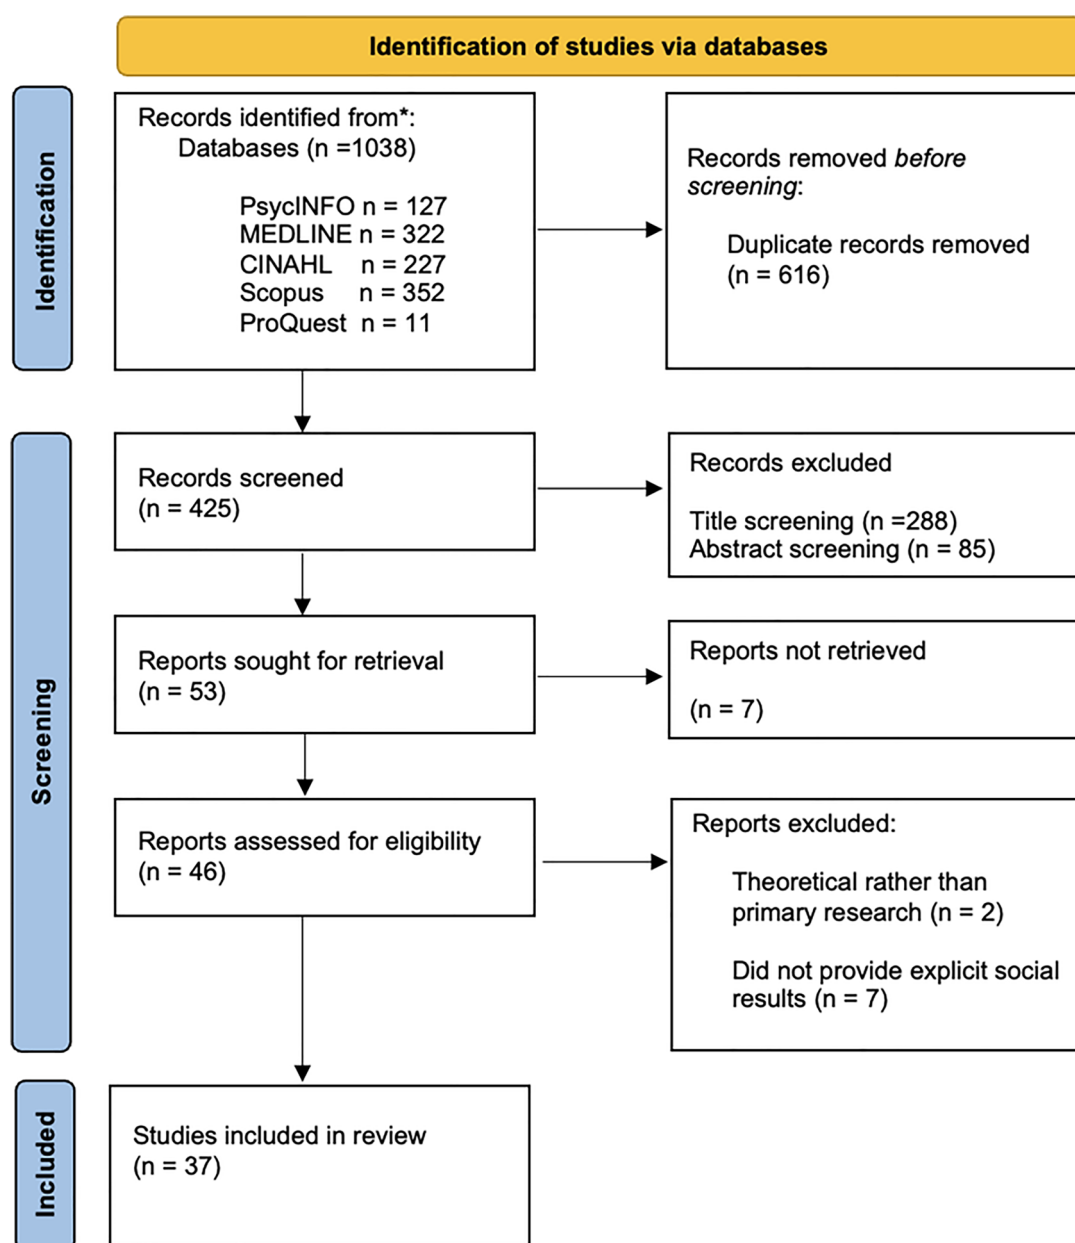 Identification of studies via databases
Identification
Records identified from*:
Databases (n =1038)
PsycINFO n = 127
MEDLINE n = 322
CINAHL n = 227
Scopus n = 352
ProQuest n = 11
Records removed before
screening:
Duplicate records removed
(n = 616)
Screening
Records screened
(n = 425)
Records excluded
Title screening (n =288)
Abstract screening (n = 85)
Reports sought for retrieval
(n = 53)
Reports not retrieved
(n = 7)
Reports assessed for eligibility
(n = 46)
Reports excluded:
Theoretical rather than
primary research (n = 2)
Did not provide explicit social
results (n = 7)
Included
Studies included in review
(n = 37)